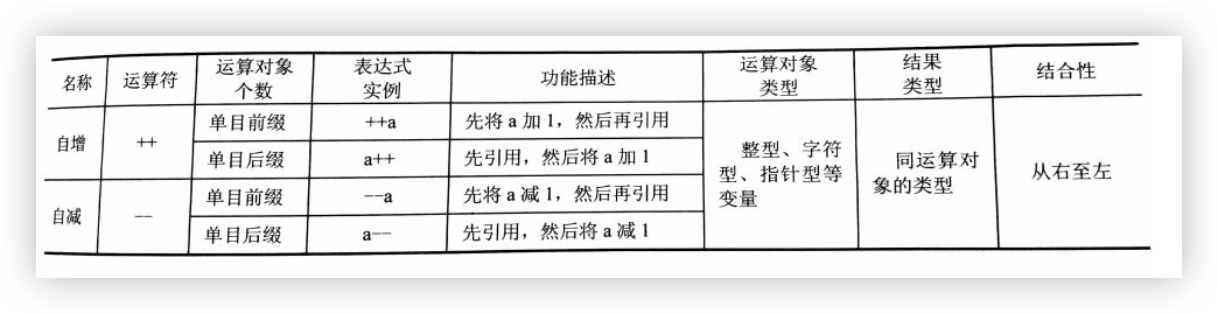 名称 运算符 运算对象个数 表达式实例 功能描述 运算对象类型 结果类型 结合性
自增 ++ 单目前缀 ++a 先将 a 加 1，然后再引用 整型、字符型、指针型等变量 同运算对象的类型 从右至左
单目后缀 a++ 先引用，然后将 a 加 1
自减 -- 单目前缀 --a 先将 a 减 1，然后再引用
单目后缀 a-- 先引用，然后将 a 减 1